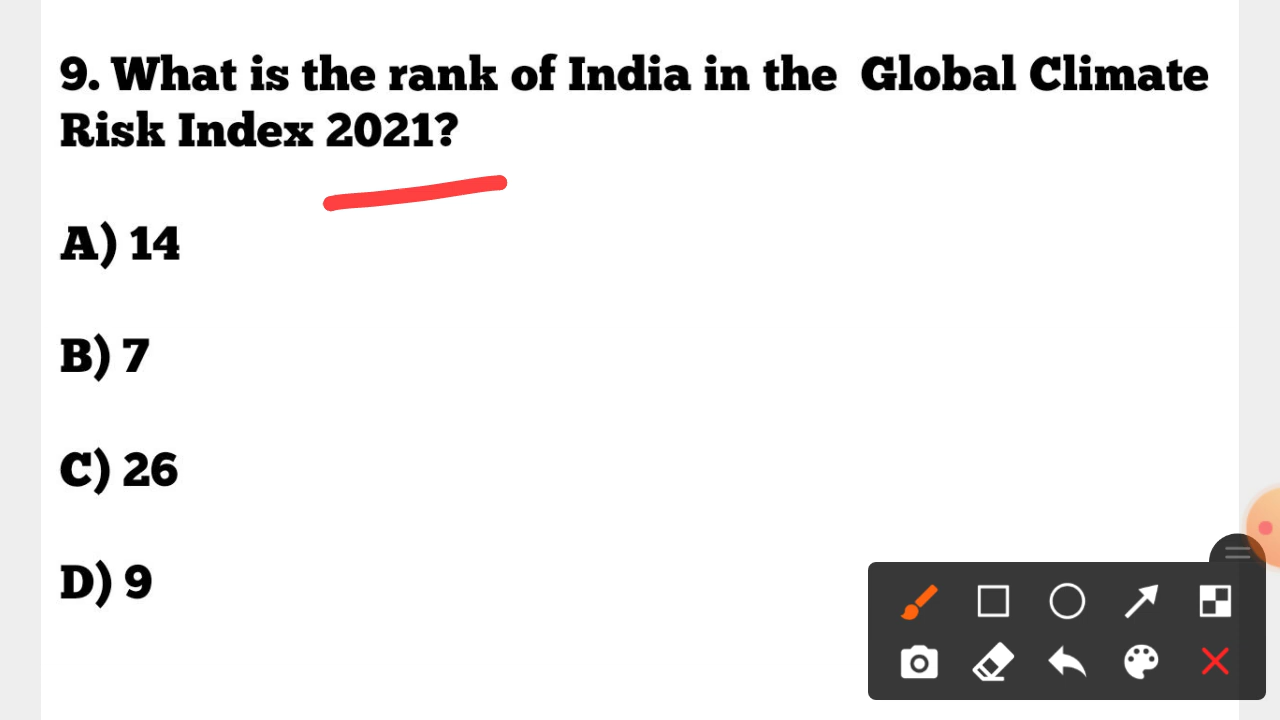 9. What is the rank of India in the Global Climate
Risk Index 2021?
A) 14
B) 7
C) 26
D) 9